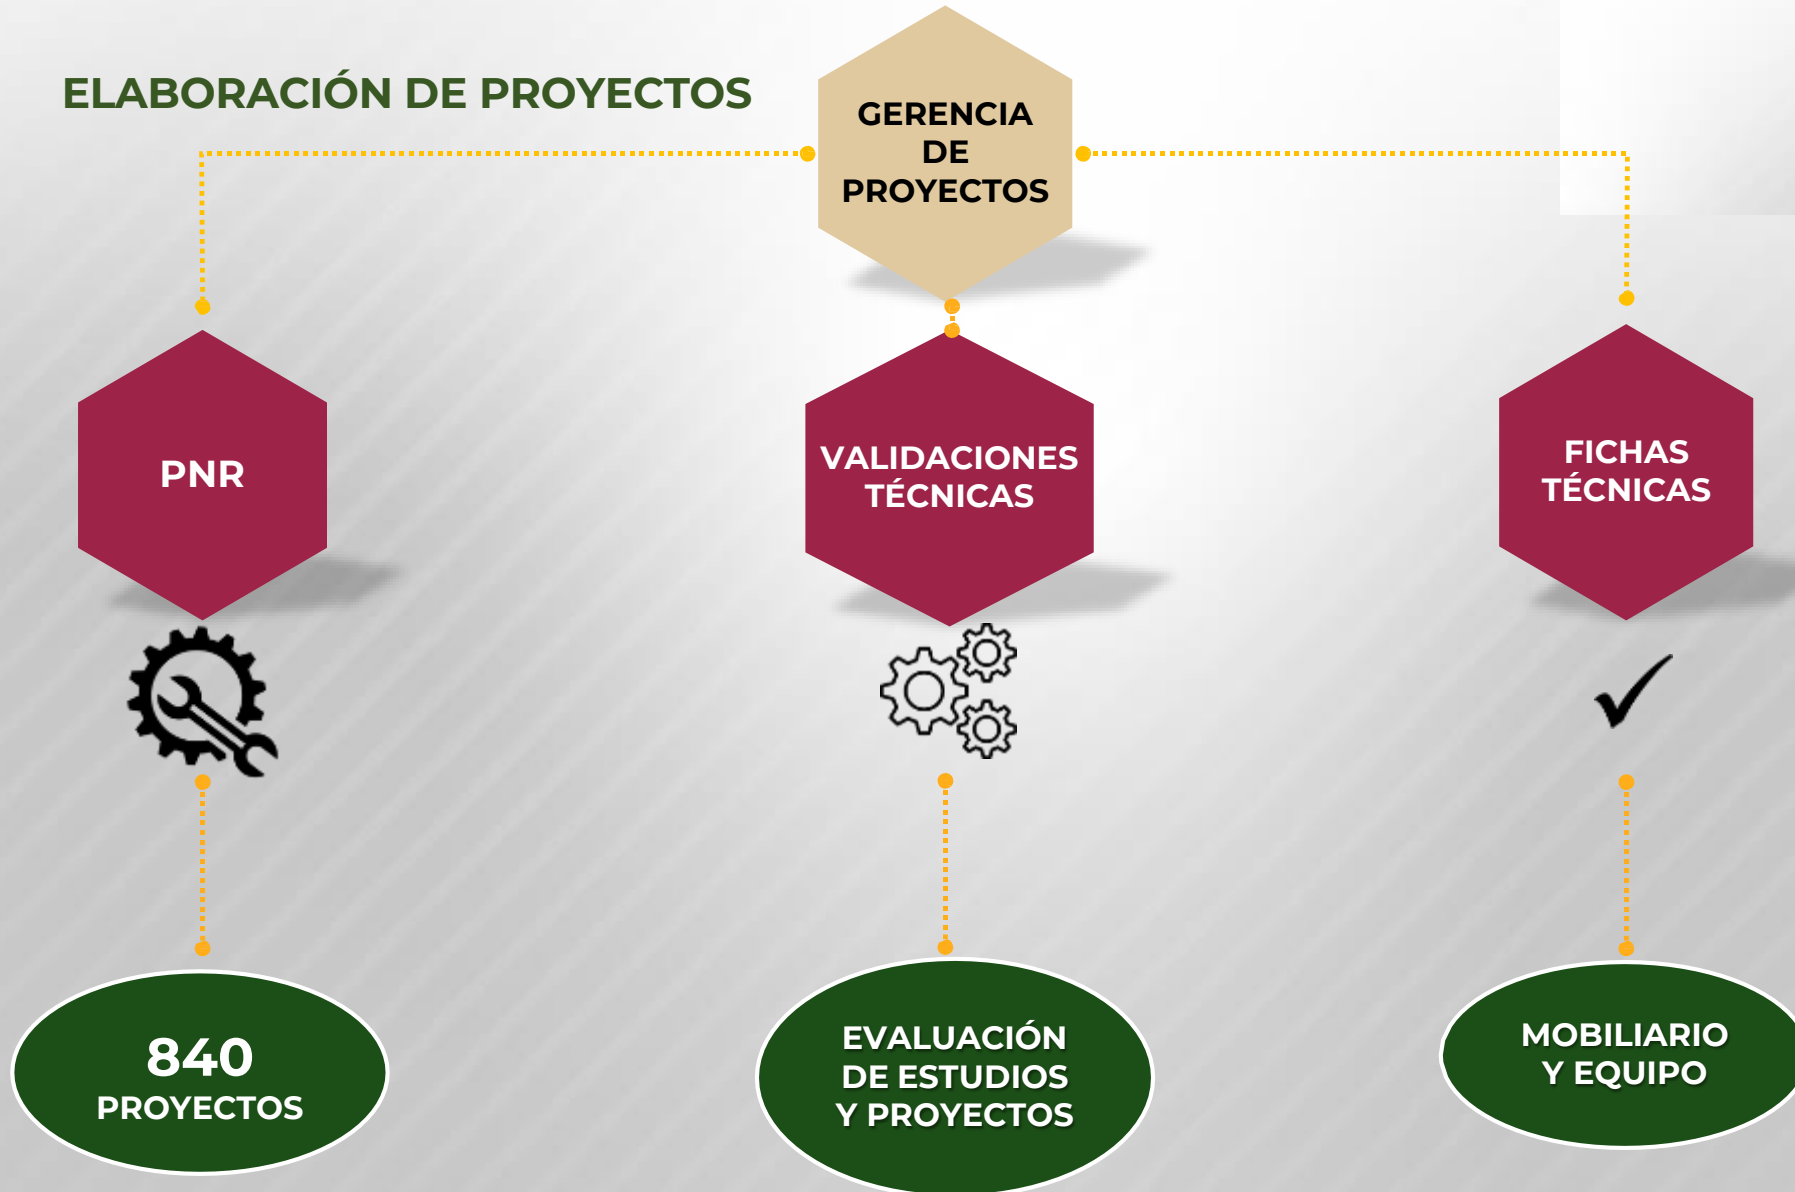 ELABORACIÓN DE PROYECTOS
GERENCIA
DE
PROYECTOS
PNR
VALIDACIONES
TÉCNICAS
FICHAS
TÉCNICAS
840
PROYECTOS
EVALUACIÓN
DE ESTUDIOS
Y PROYECTOS
MOBILIARIO
Y EQUIPO